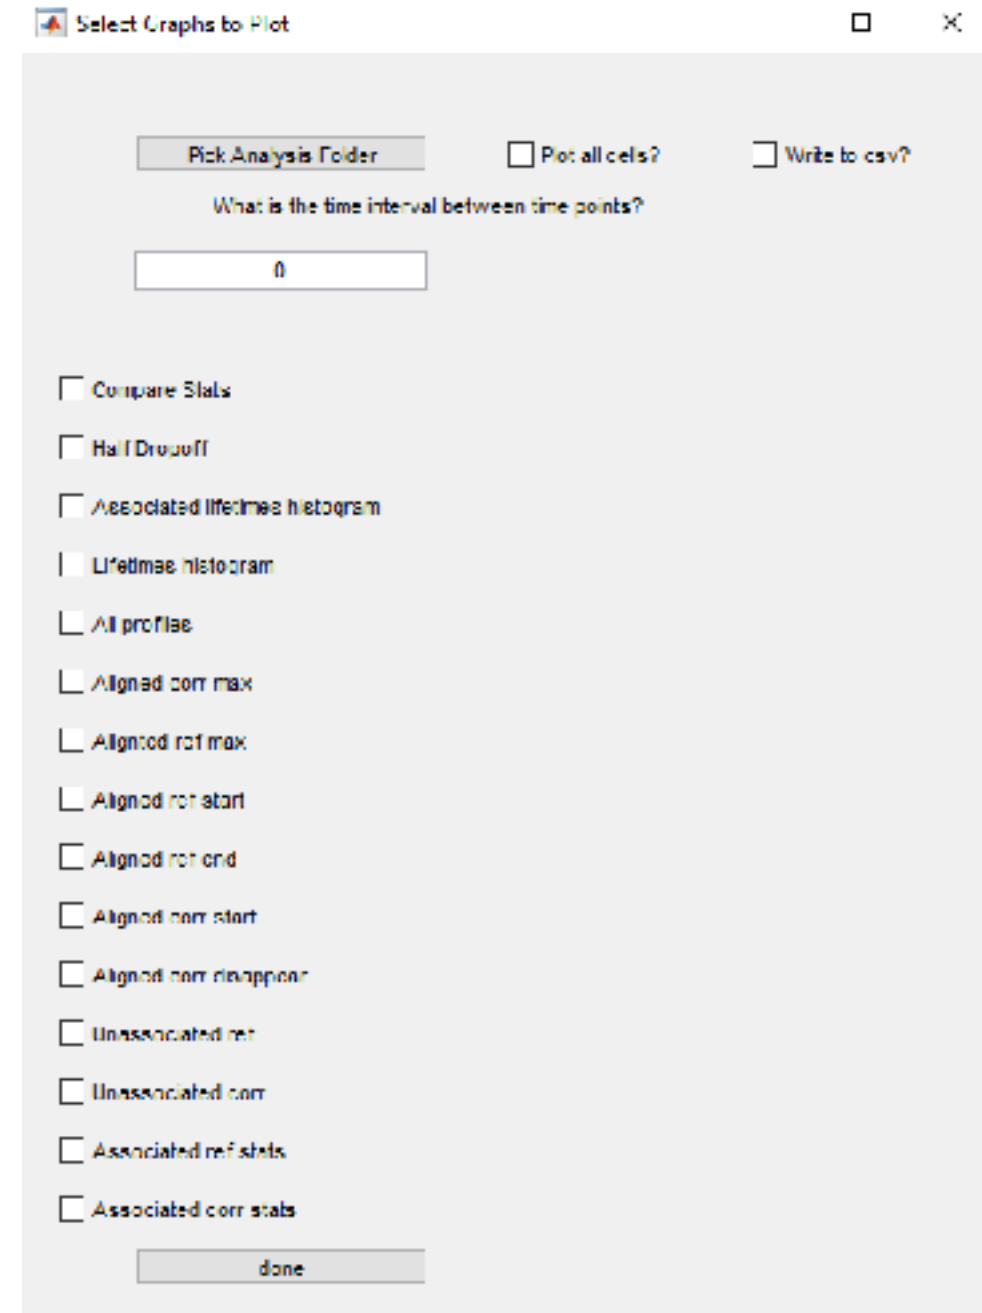 Select Graphs to Plot
Pick Analysis Folder Plot all cells? Write to csv?
What is the time interval between time points?
0
Compare Stats
Half Dropoff
Associated lifetimes histogram
Lifetimes histogram
All profiles
Aligned corr max
Alignted ref max
Aligned ref start
Aligned ref end
Aligned corr start
Aligned corr disappear
Unassociated ref
Unassociated corr
Associated ref stats
Associated corr stats
done